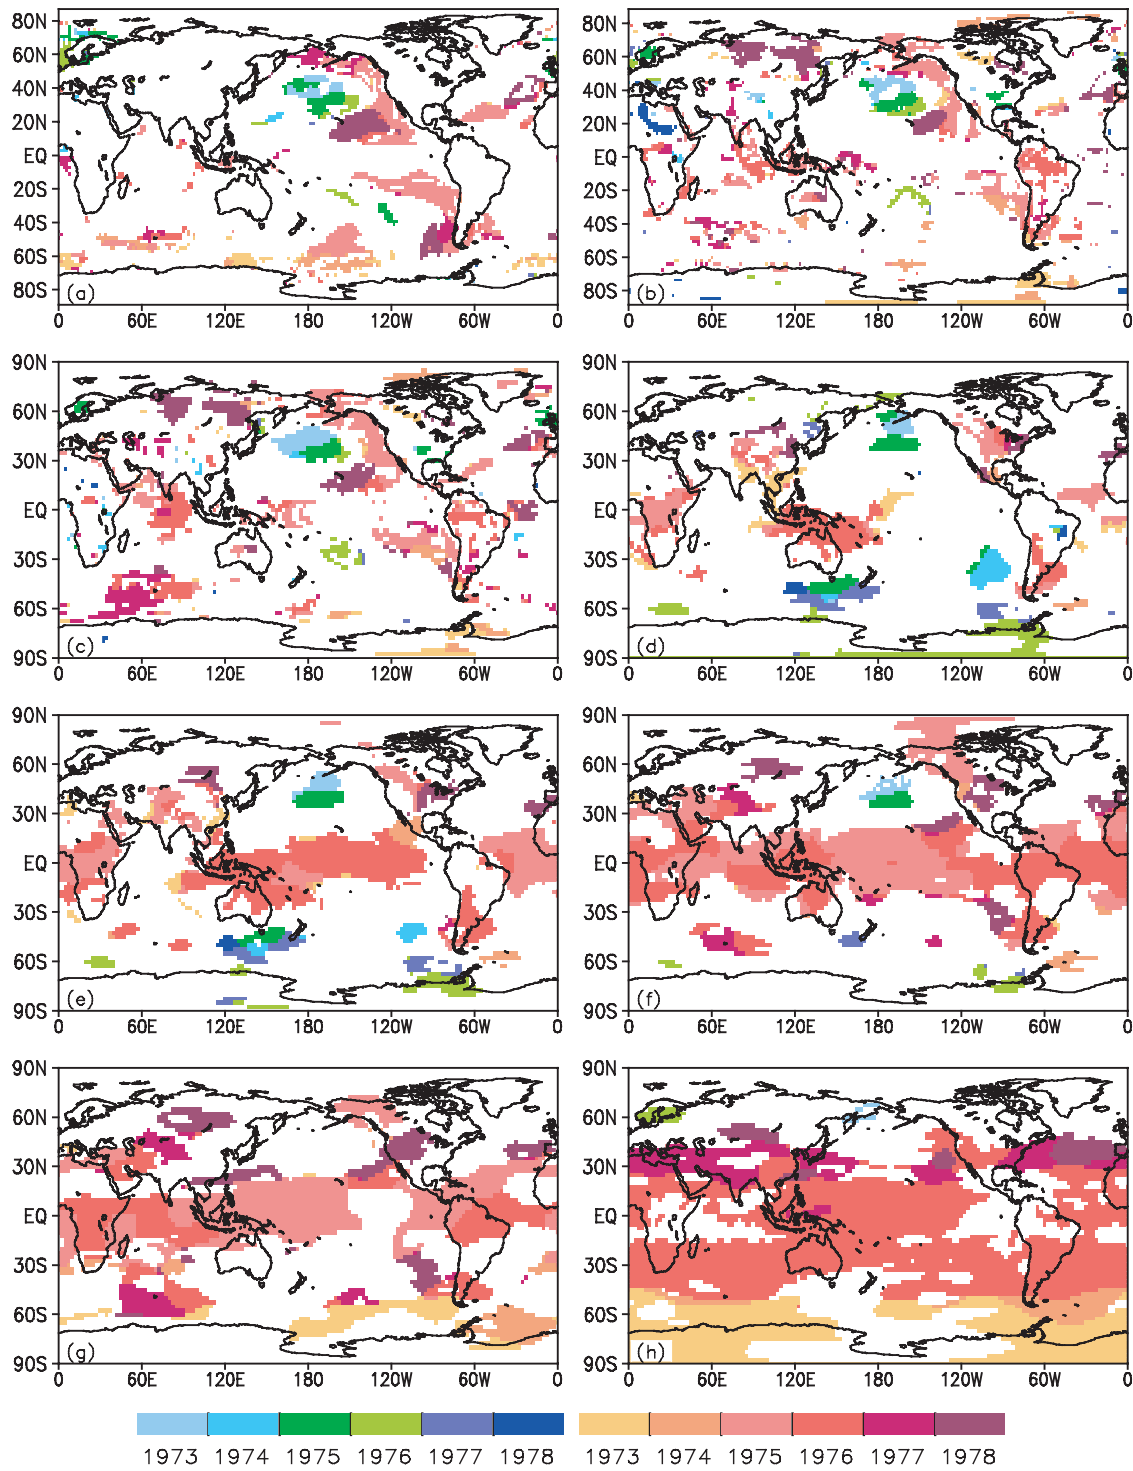 80N 80N
60N 60N
40N 40N
20N 20N
EQ EQ
20S 20S
40S 40S
60S 60S
80S (a) 80S (b)
0 60E 120E 180 120W 60W 0 0 60E 120E 180 120W 60W 0
90N 90N
60N 60N
30N 30N
EQ EQ
30S 30S
60S 60S
90S (c) 90S (d)
0 60E 120E 180 120W 60W 0 0 60E 120E 180 120W 60W 0
90N 90N
60N 60N
30N 30N
EQ EQ
30S 30S
60S 60S
90S (e) 90S (f)
0 60E 120E 180 120W 60W 0 0 60E 120E 180 120W 60W 0
90N 90N
60N 60N
30N 30N
EQ EQ
30S 30S
60S 60S
90S (g) 90S (h)
0 60E 120E 180 120W 60W 0 0 60E 120E 180 120W 60W 0
1973 1974 1975 1976 1977 1978 1973 1974 1975 1976 1977 1978